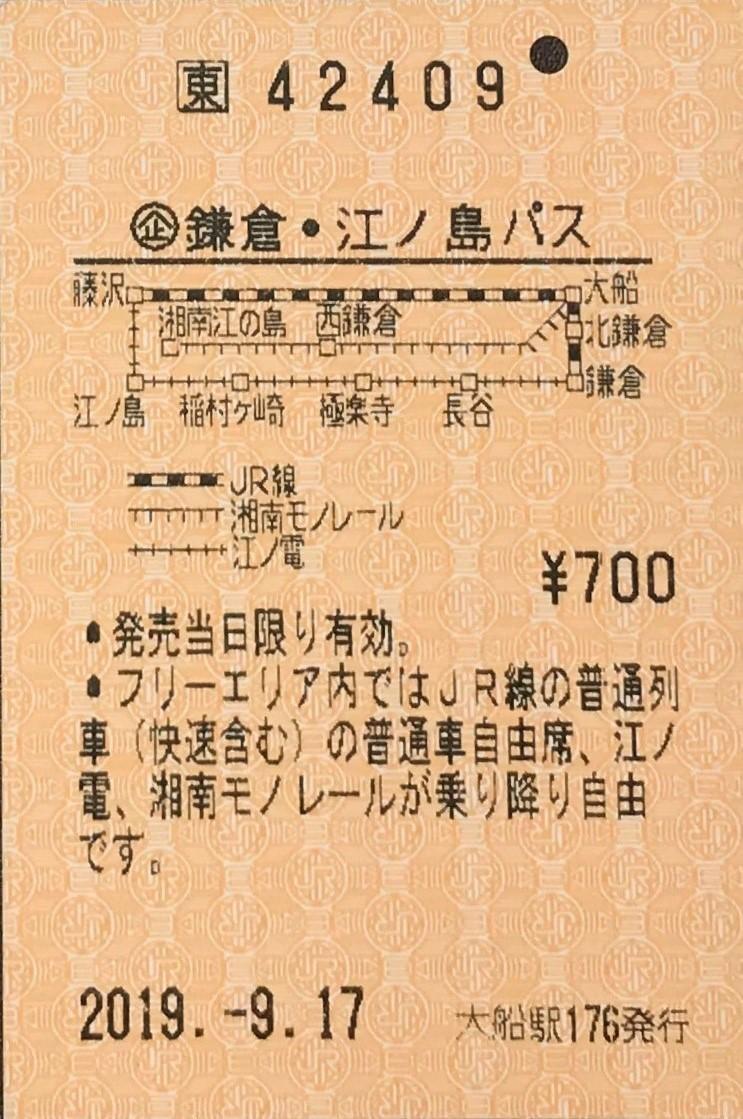 東 42409
企 鎌倉・江ノ島パス
藤沢 大船
湘南江の島 西鎌倉 北鎌倉
鎌倉
江ノ島 稲村ヶ崎 極楽寺 長谷
JR線
湘南モノレール
江ノ電
¥700
• 発売当日限り有効。
• フリーエリア内ではJR線の普通列
車(快速含む)の普通車自由席、江ノ
電、湘南モノレールが乗り降り自由
です。
2019.-9.17 大船駅176発行